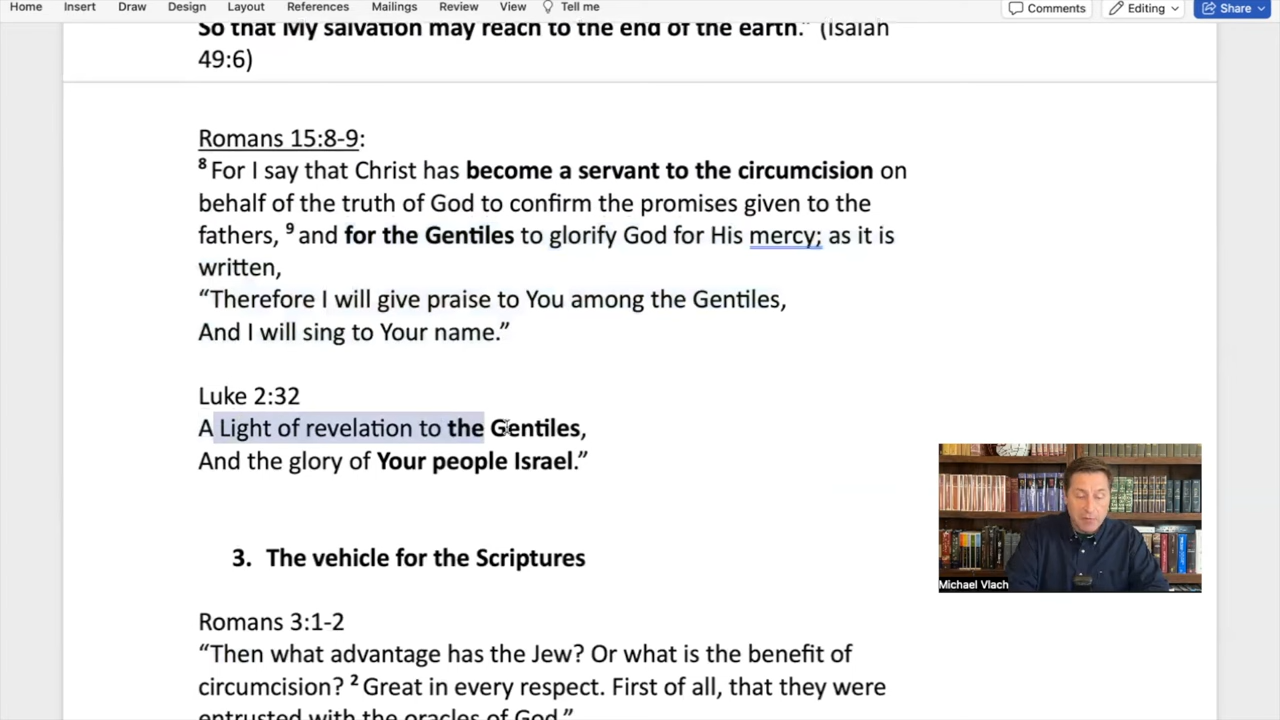 Home Insert Draw Design Layout References Mailings Review View Tell me Comments Editing Share
So that My salvation may reach to the end of the earth.” (Isaiah
49:6)
Romans 15:8-9:
8 For I say that Christ has become a servant to the circumcision on
behalf of the truth of God to confirm the promises given to the
fathers, 9 and for the Gentiles to glorify God for His mercy; as it is
written,
“Therefore I will give praise to You among the Gentiles,
And I will sing to Your name.”
Luke 2:32
A Light of revelation to the Gentiles,
And the glory of Your people Israel.”
Michael Vlach
3. The vehicle for the Scriptures
Romans 3:1-2
“Then what advantage has the Jew? Or what is the benefit of
circumcision? 2 Great in every respect. First of all, that they were
entrusted with the oracles of God.”